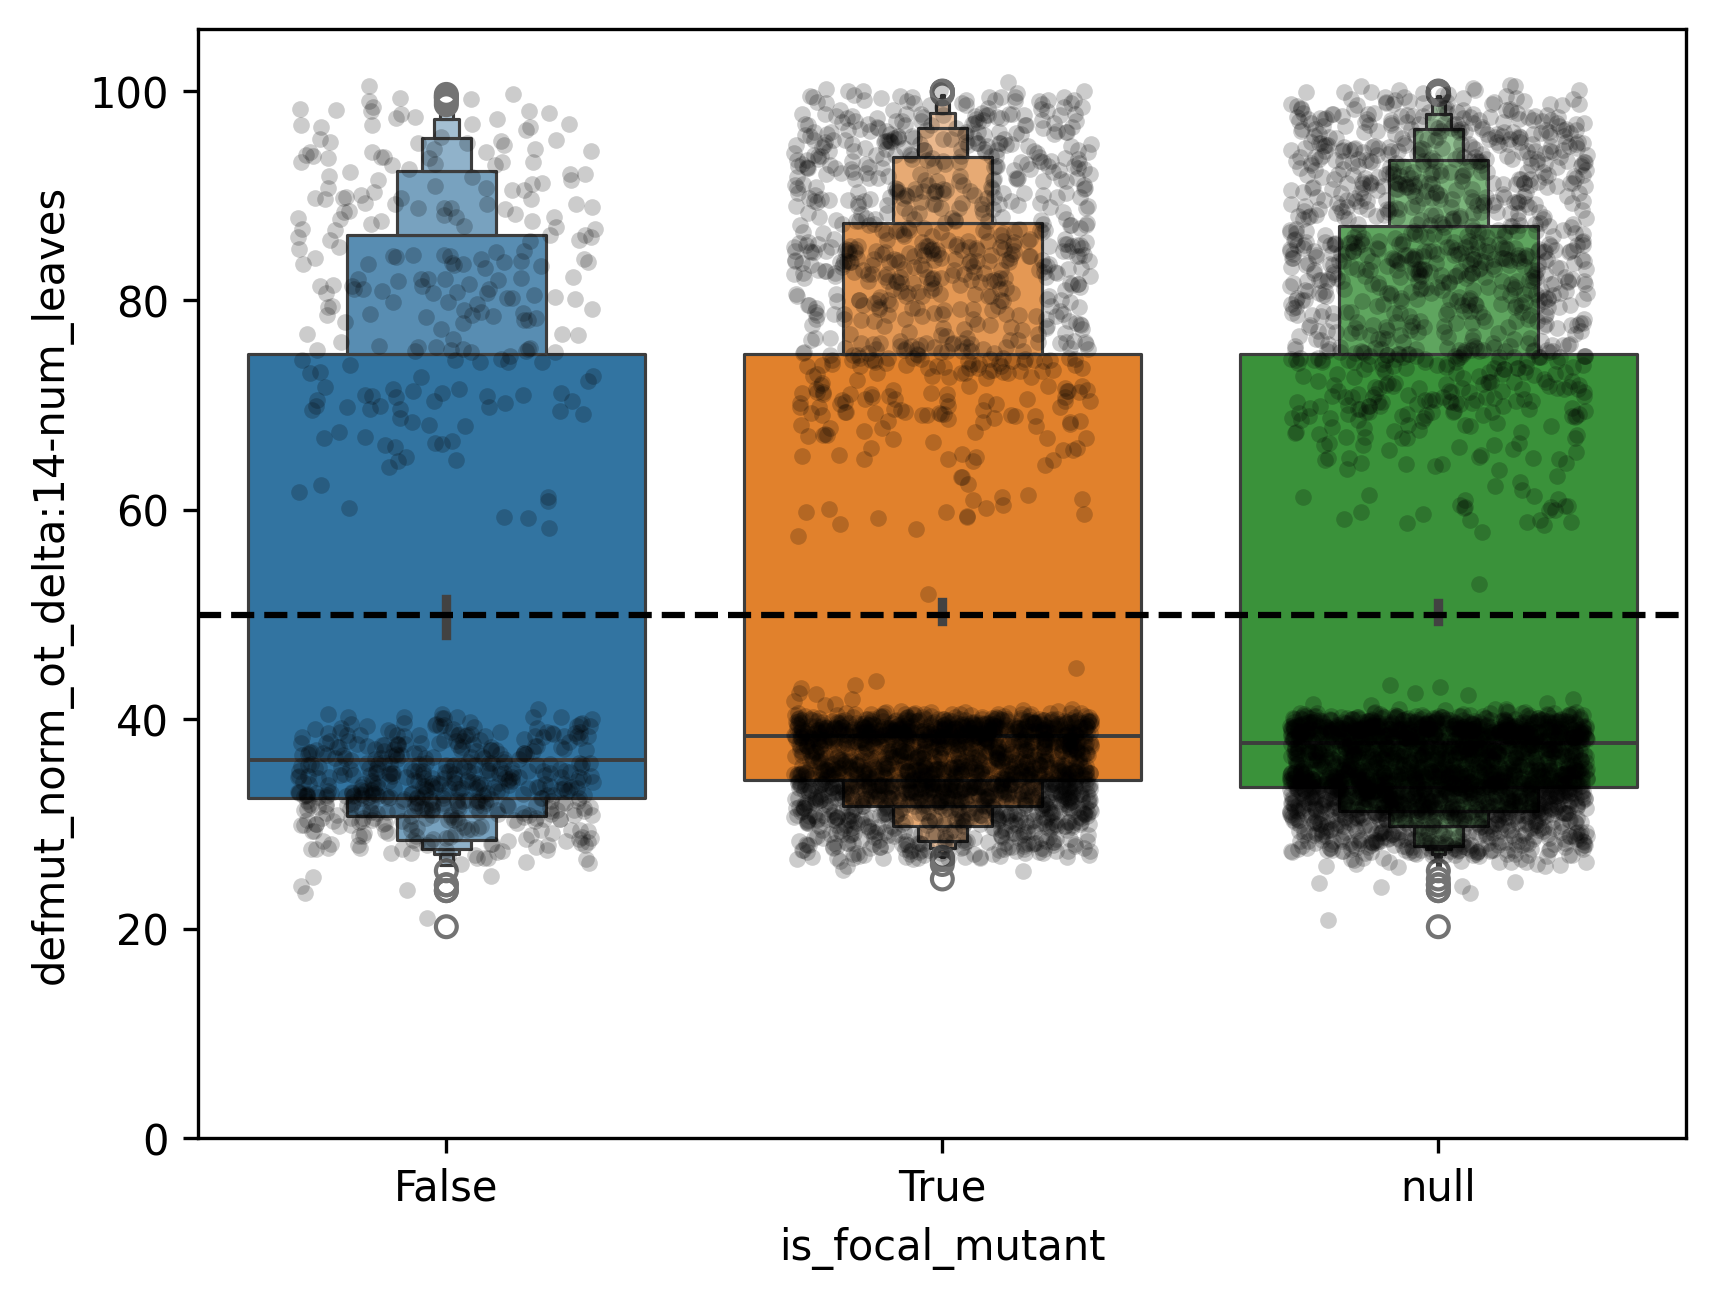 defmut_norm_ot_delta:14-num_leaves
100
80
60
40
20
0
False
True
null
is_focal_mutant